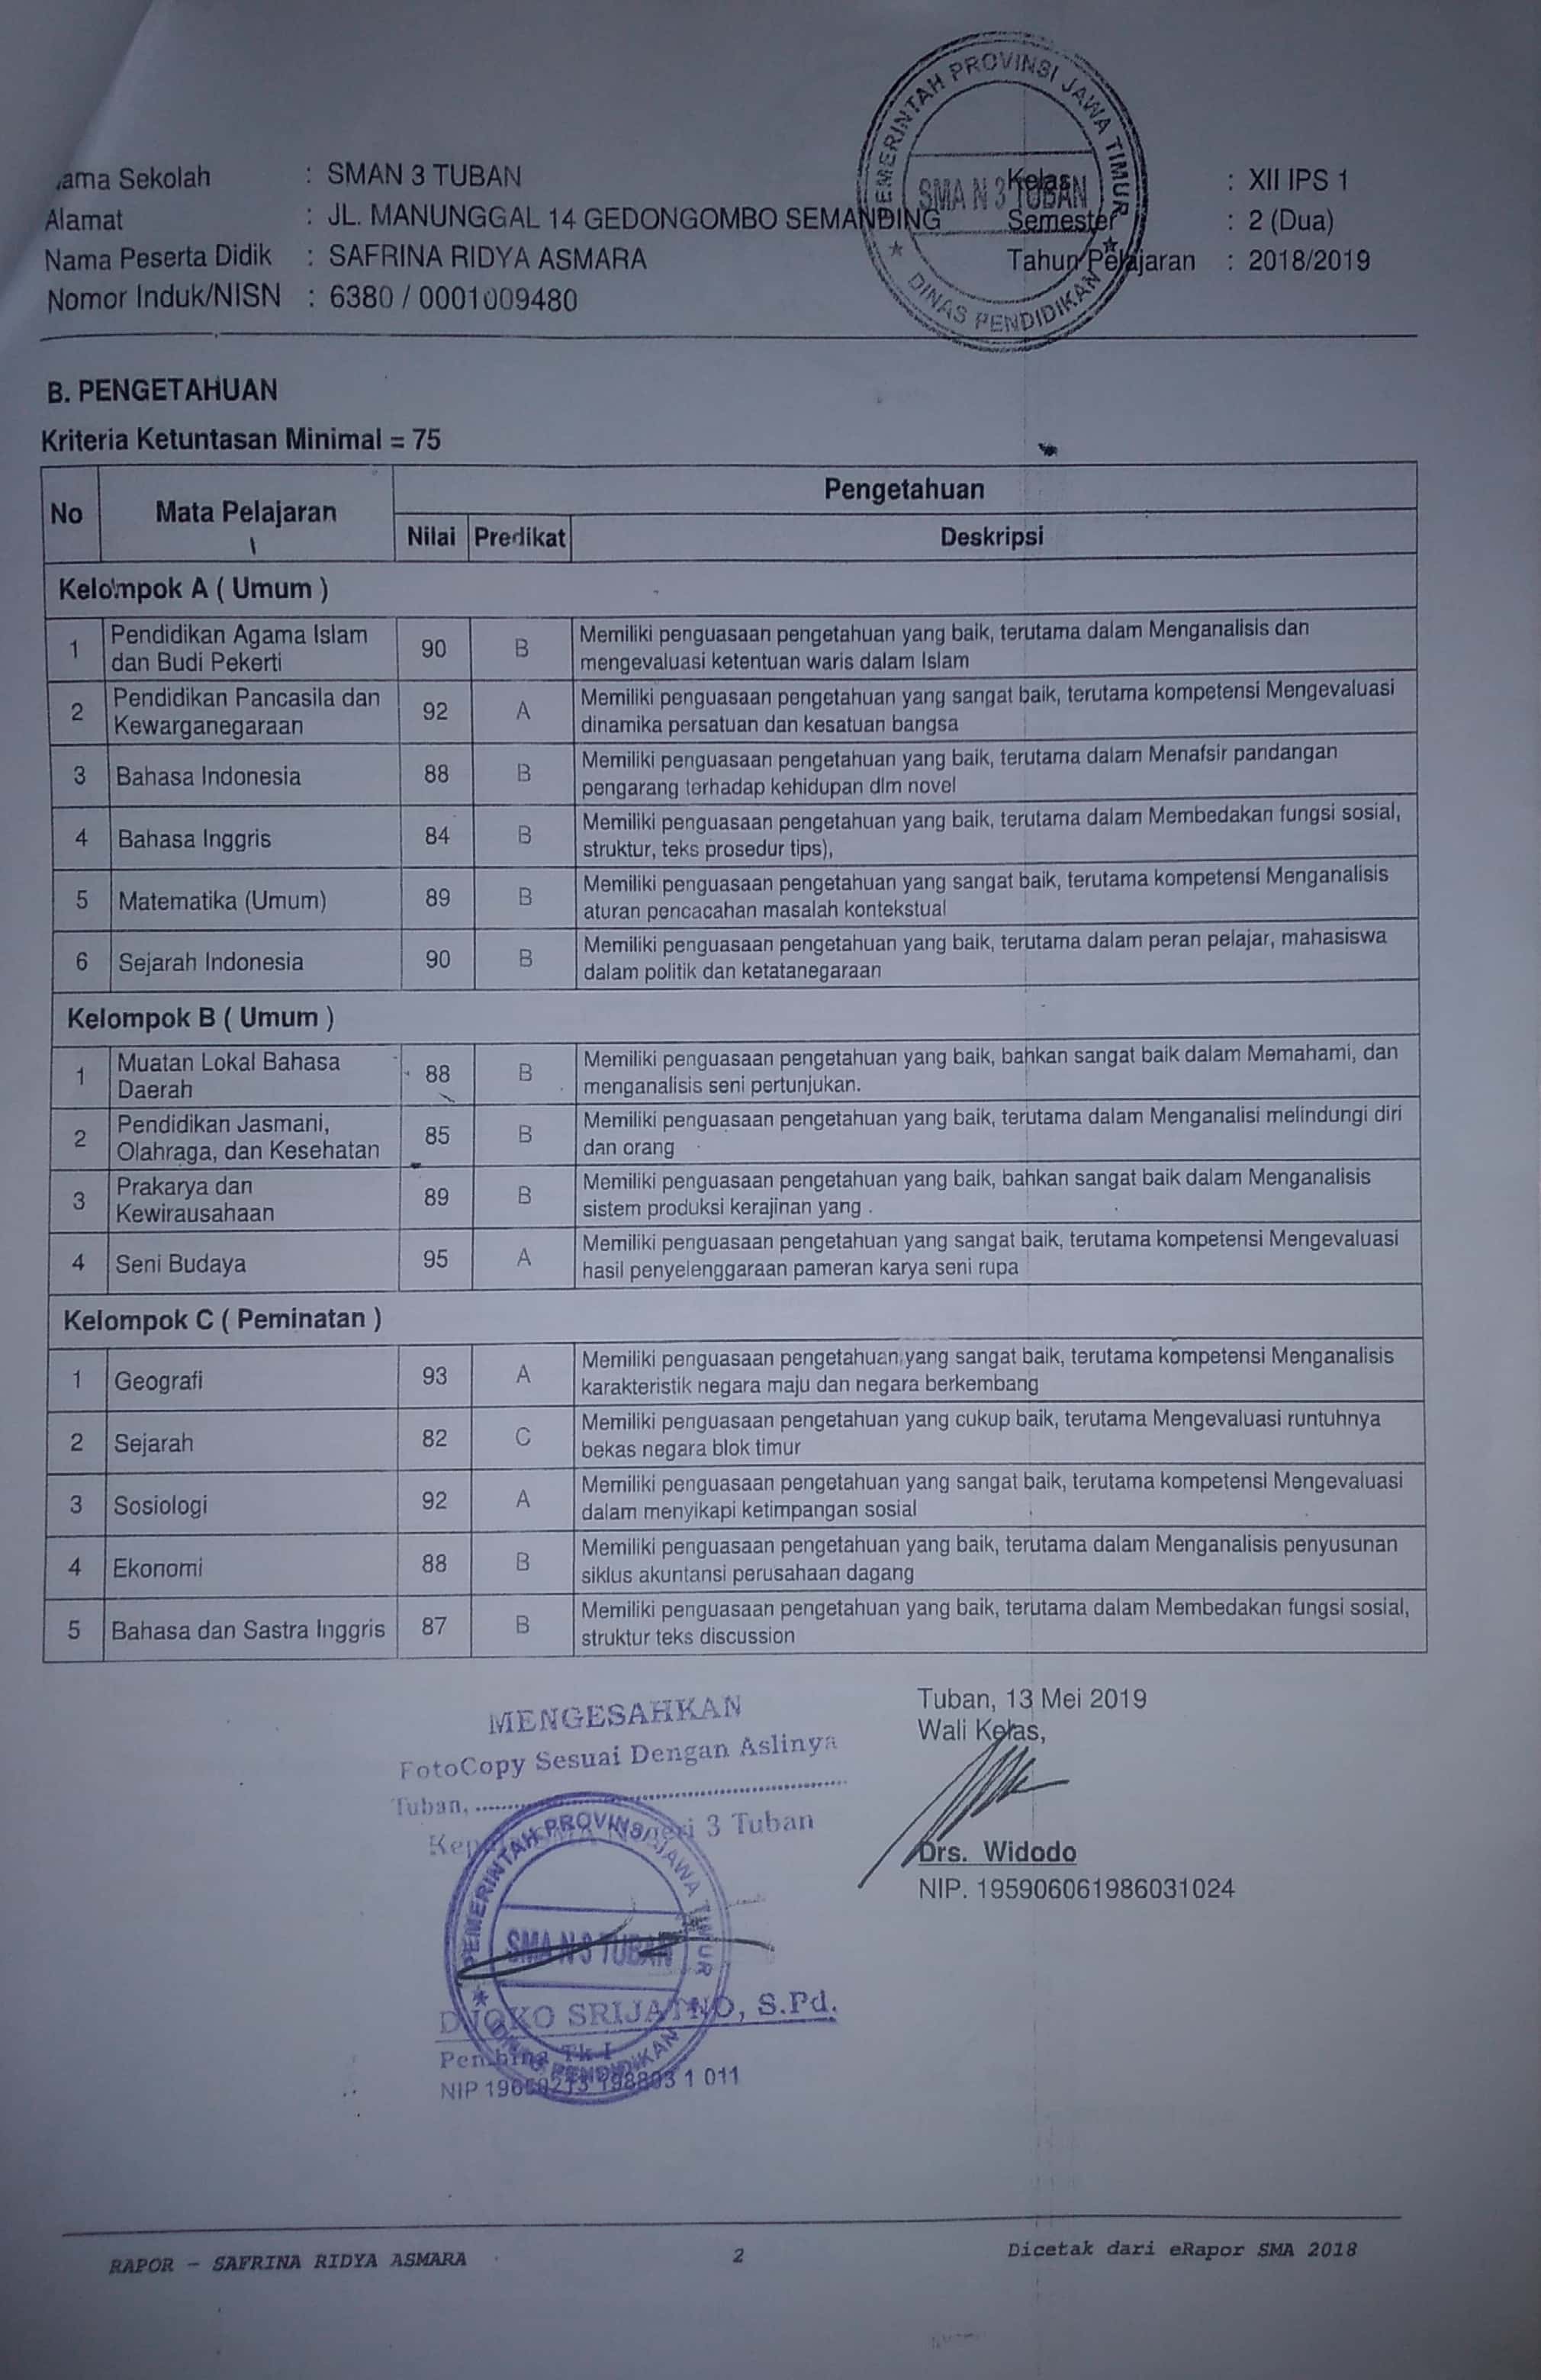 PEMERINTAH PROVINSI JAWA TIMUR
SMA N 3 TUBAN
DINAS PENDIDIKAN
ama Sekolah : SMAN 3 TUBAN Kelas : XII IPS 1
Alamat : JL. MANUNGGAL 14 GEDONGOMBO SEMANDING Semester : 2 (Dua)
Nama Peserta Didik : SAFRINA RIDYA ASMARA Tahun Pelajaran : 2018/2019
Nomor Induk/NISN : 6380 / 0001009480
B. PENGETAHUAN
Kriteria Ketuntasan Minimal = 75
No Mata Pelajaran Pengetahuan
Nilai Predikat Deskripsi
Kelompok A ( Umum )
1 Pendidikan Agama Islam 90 B Memiliki penguasaan pengetahuan yang baik, terutama dalam Menganalisis dan
dan Budi Pekerti mengevaluasi ketentuan waris dalam Islam
2 Pendidikan Pancasila dan 92 A Memiliki penguasaan pengetahuan yang sangat baik, terutama kompetensi Mengevaluasi
Kewarganegaraan dinamika persatuan dan kesatuan bangsa
3 Bahasa Indonesia 88 B Memiliki penguasaan pengetahuan yang baik, terutama dalam Menafsir pandangan
pengarang terhadap kehidupan dlm novel
4 Bahasa Inggris 84 B Memiliki penguasaan pengetahuan yang baik, terutama dalam Membedakan fungsi sosial,
struktur, teks prosedur tips),
5 Matematika (Umum) 89 B Memiliki penguasaan pengetahuan yang sangat baik, terutama kompetensi Menganalisis
aturan pencacahan masalah kontekstual
6 Sejarah Indonesia 90 B Memiliki penguasaan pengetahuan yang baik, terutama dalam peran pelajar, mahasiswa
dalam politik dan ketatanegaraan
Kelompok B ( Umum )
1 Muatan Lokal Bahasa 88 B Memiliki penguasaan pengetahuan yang baik, bahkan sangat baik dalam Memahami, dan
Daerah menganalisis seni pertunjukan.
2 Pendidikan Jasmani, 85 B Memiliki penguasaan pengetahuan yang baik, terutama dalam Menganalisi melindungi diri
Olahraga, dan Kesehatan dan orang
3 Prakarya dan 89 B Memiliki penguasaan pengetahuan yang baik, bahkan sangat baik dalam Menganalisis
Kewirausahaan sistem produksi kerajinan yang .
4 Seni Budaya 95 A Memiliki penguasaan pengetahuan yang sangat baik, terutama kompetensi Mengevaluasi
hasil penyelenggaraan pameran karya seni rupa
Kelompok C ( Peminatan )
1 Geografi 93 A Memiliki penguasaan pengetahuan yang sangat baik, terutama kompetensi Menganalisis
karakteristik negara maju dan negara berkembang
2 Sejarah 82 C Memiliki penguasaan pengetahuan yang cukup baik, terutama Mengevaluasi runtuhnya
bekas negara blok timur
3 Sosiologi 92 A Memiliki penguasaan pengetahuan yang sangat baik, terutama kompetensi Mengevaluasi
dalam menyikapi ketimpangan sosial
4 Ekonomi 88 B Memiliki penguasaan pengetahuan yang baik, terutama dalam Menganalisis penyusunan
siklus akuntansi perusahaan dagang
5 Bahasa dan Sastra Inggris 87 B Memiliki penguasaan pengetahuan yang baik, terutama dalam Membedakan fungsi sosial,
struktur teks discussion
Tuban, 13 Mei 2019
Wali Kelas,
Drs. Widodo
NIP. 195906061986031024
MENGESAHKAN
FotoCopy Sesuai Dengan Aslinya
Tuban, ..........
3 Tuban
PEMERINTAH PROVINSI JAWA TIMUR
SMA N 3 TUBAN
DINAS PENDIDIKAN
DJOKO SRIJATNO, S.Pd.
Pembina Tk I
NIP 1 011
RAPOR - SAFRINA RIDYA ASMARA 2 Dicetak dari eRapor SMA 2018